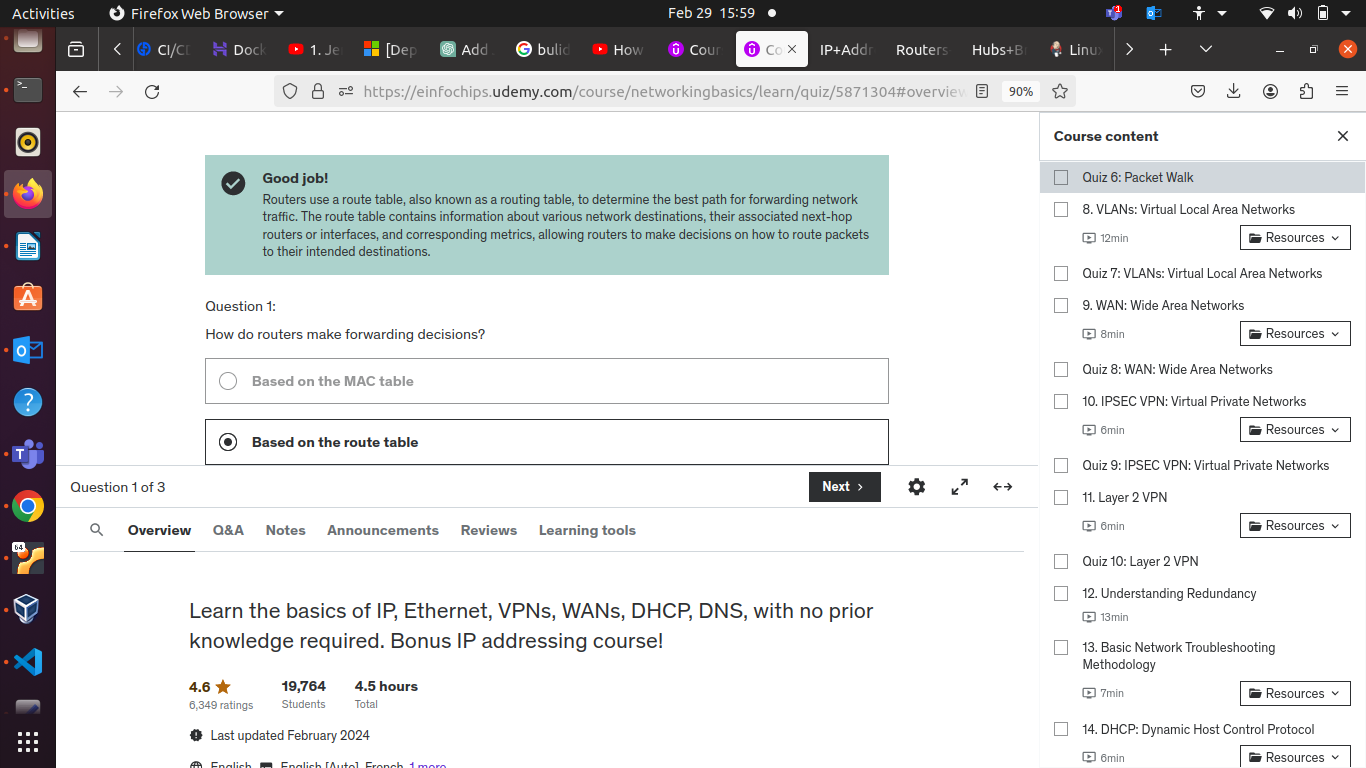 Activities
Firefox Web Browser
Feb 29 15:59
1
CI/CD
Dock
1. Je
[Dep
Add
bulid
How
Cour
Co
IP+Addr
Routers
Hubs+Br
Linux
https://einfochips.udemy.com/course/networkingbasics/learn/quiz/5871304#overview
90%
Good job!
Routers use a route table, also known as a routing table, to determine the best path for forwarding network
traffic. The route table contains information about various network destinations, their associated next-hop
routers or interfaces, and corresponding metrics, allowing routers to make decisions on how to route packets
to their intended destinations.
Question 1:
How do routers make forwarding decisions?
Based on the MAC table
Based on the route table
Question 1 of 3
Next
Overview
Q&A
Notes
Announcements
Reviews
Learning tools
Learn the basics of IP, Ethernet, VPNs, WANs, DHCP, DNS, with no prior
knowledge required. Bonus IP addressing course!
4.6
19,764
4.5 hours
6,349 ratings
Students
Total
Last updated February 2024
English
English [Auto], French, 1 more
Course content
Quiz 6: Packet Walk
8. VLANs: Virtual Local Area Networks
12min
Resources
Quiz 7: VLANs: Virtual Local Area Networks
9. WAN: Wide Area Networks
8min
Resources
Quiz 8: WAN: Wide Area Networks
10. IPSEC VPN: Virtual Private Networks
6min
Resources
Quiz 9: IPSEC VPN: Virtual Private Networks
11. Layer 2 VPN
6min
Resources
Quiz 10: Layer 2 VPN
12. Understanding Redundancy
13min
13. Basic Network Troubleshooting
Methodology
7min
Resources
14. DHCP: Dynamic Host Control Protocol
6min
Resources